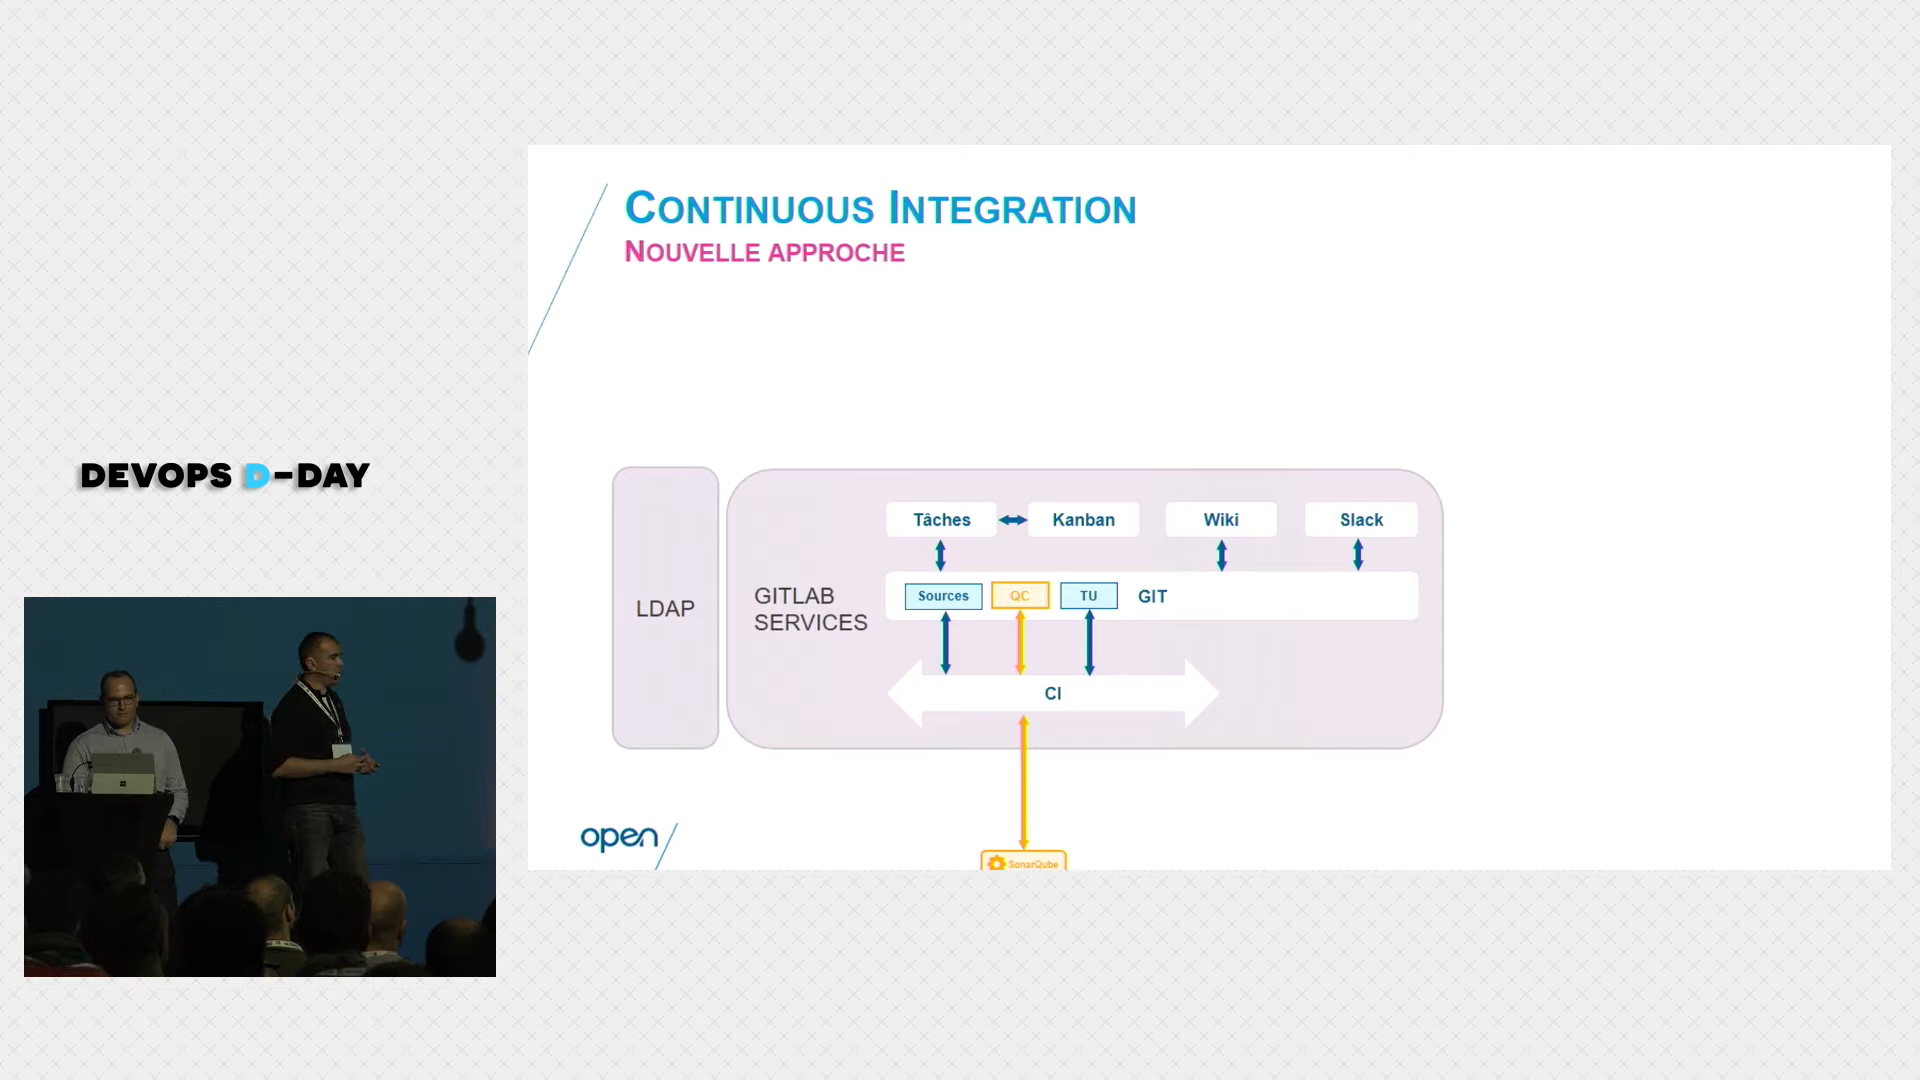 CONTINUOUS INTEGRATION
NOUVELLE APPROCHE
DEVOPS D-DAY
Tâches
Kanban
Wiki
Slack
LDAP
GITLAB
SERVICES
Sources
QC
TU
GIT
CI
open
SonarQube